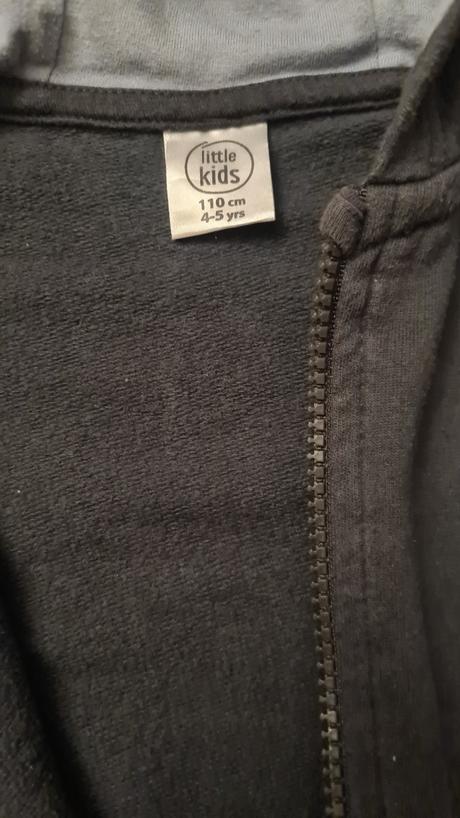 little
kids
110 cm
4-5 yrs